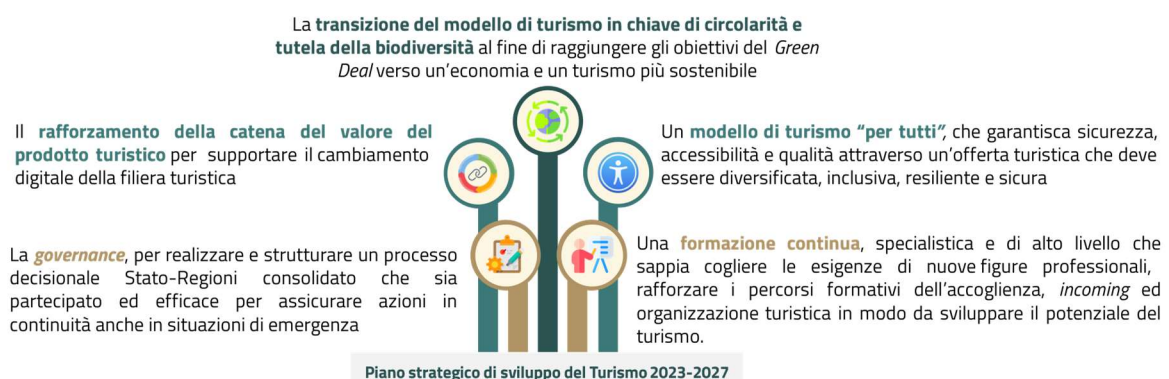 La transizione del modello di turismo in chiave di circolarità e
tutela della biodiversità al fine di raggiungere gli obiettivi del Green
Deal verso un'economia e un turismo più sostenibile
Il rafforzamento della catena del valore del
prodotto turistico per supportare il cambiamento
digitale della filiera turistica
Un modello di turismo “per tutti”, che garantisca sicurezza,
accessibilità e qualità attraverso un'offerta turistica che deve
essere diversificata, inclusiva, resiliente e sicura
La governance, per realizzare e strutturare un processo
decisionale Stato-Regioni consolidato che sia
partecipato ed efficace per assicurare azioni in
continuità anche in situazioni di emergenza
Una formazione continua, specialistica e di alto livello che
sappia cogliere le esigenze di nuove figure professionali,
rafforzare i percorsi formativi dell'accoglienza, incoming ed
organizzazione turistica in modo da sviluppare il potenziale del
turismo.
Piano strategico di sviluppo del Turismo 2023-2027